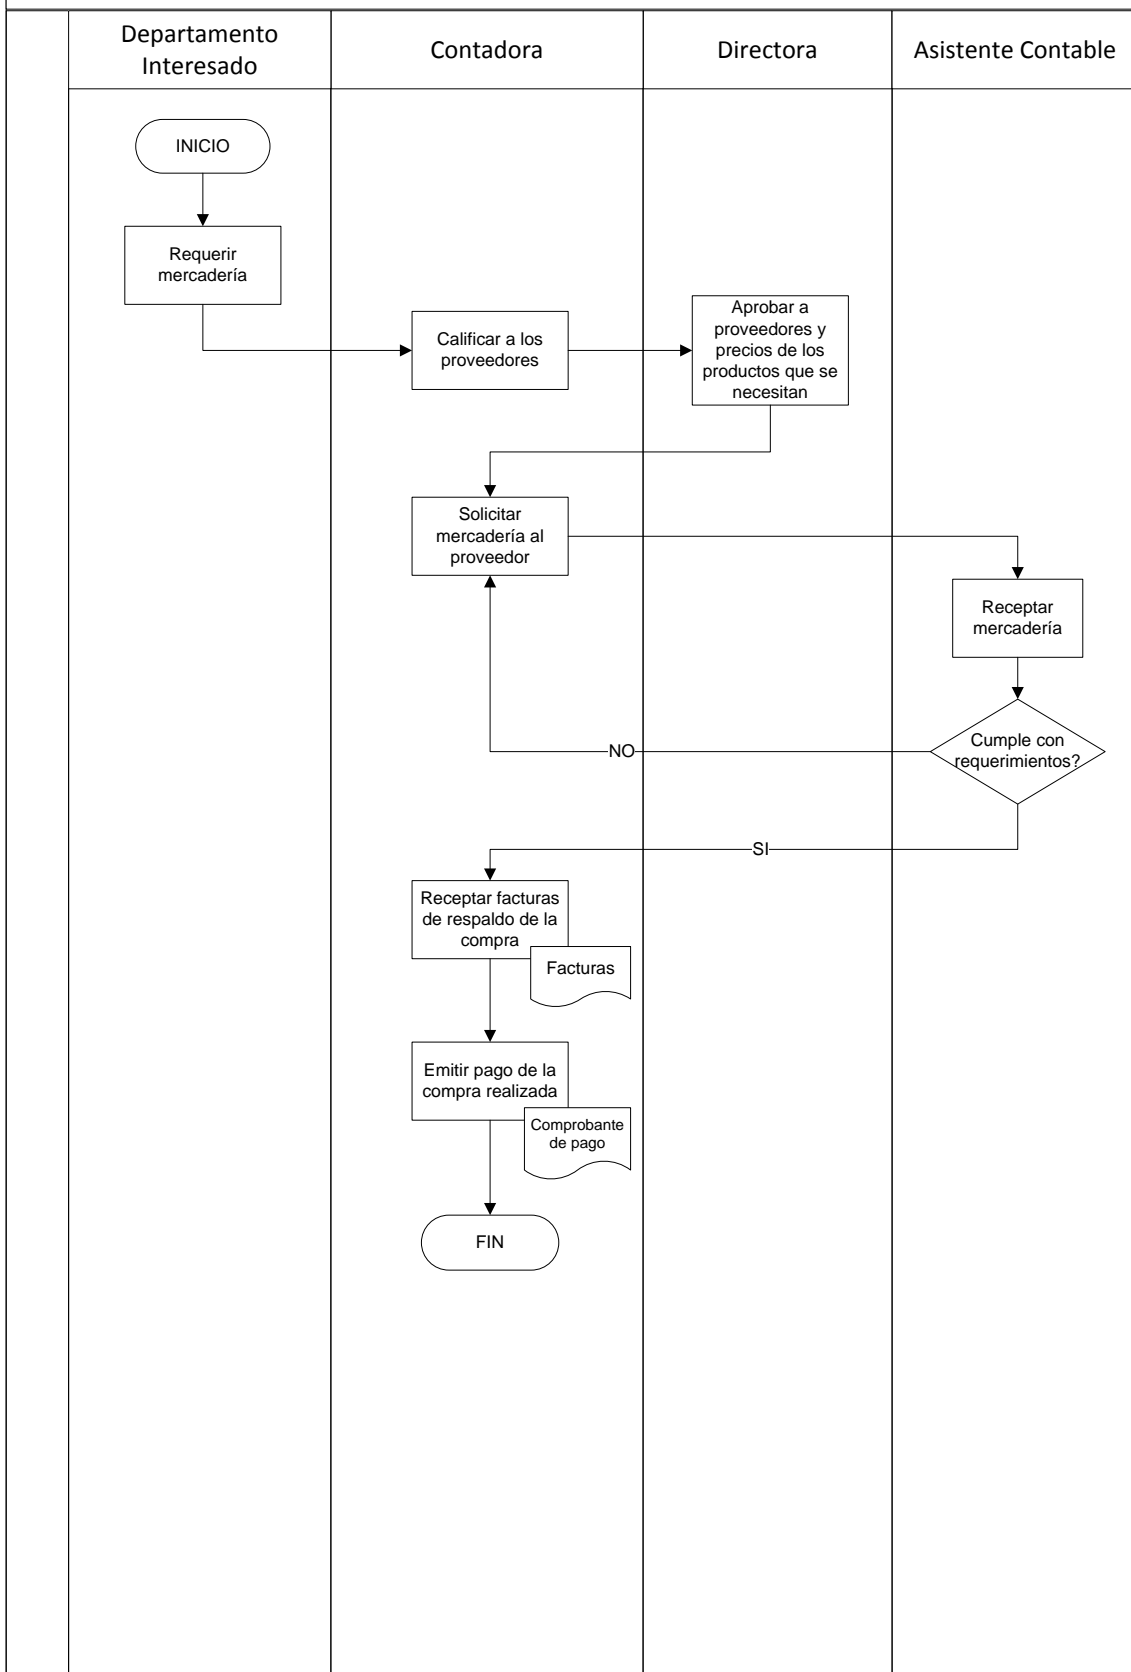 Departamento
Interesado
Contadora
Directora
Asistente Contable
INICIO
Requerir
mercadería
Calificar a los
proveedores
Aprobar a
proveedores y
precios de los
productos que se
necesitan
Solicitar
mercadería al
proveedor
Receptar
mercadería
Cumple con
requerimientos?
NO
SI
Receptar facturas
de respaldo de la
compra
Facturas
Emitir pago de la
compra realizada
Comprobante
de pago
FIN